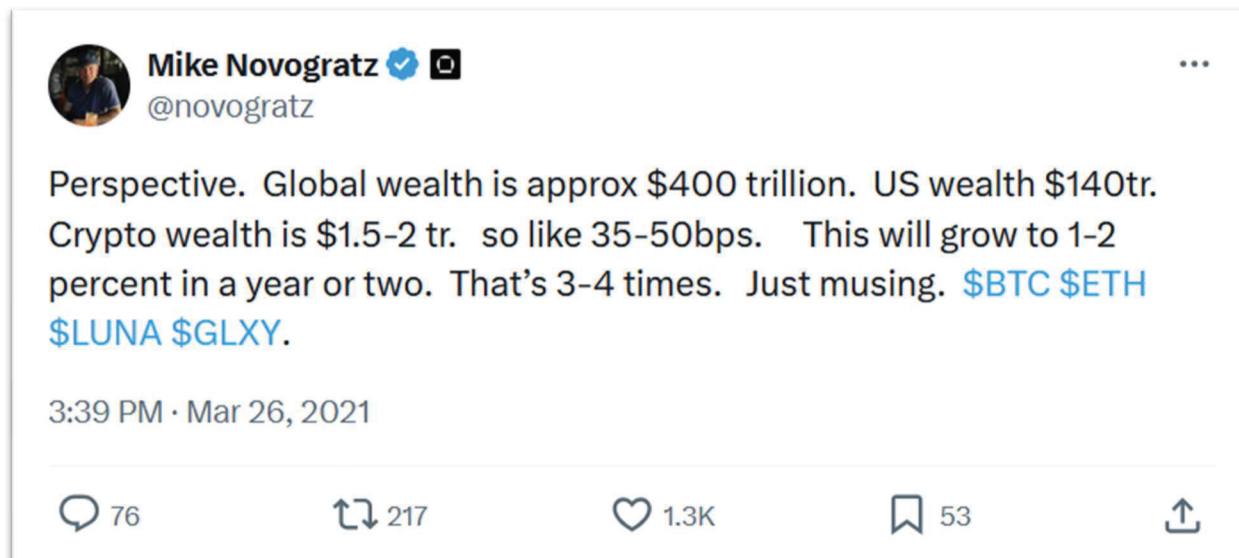 Mike Novogratz
@novogratz
Perspective.  Global wealth is approx $400 trillion.  US wealth $140tr.
Crypto wealth is $1.5-2 tr.   so like 35-50bps.    This will grow to 1-2
percent in a year or two.  That’s 3-4 times.   Just musing.  $BTC $ETH
$LUNA $GLXY.
3:39 PM · Mar 26, 2021
76 217 1.3K 53